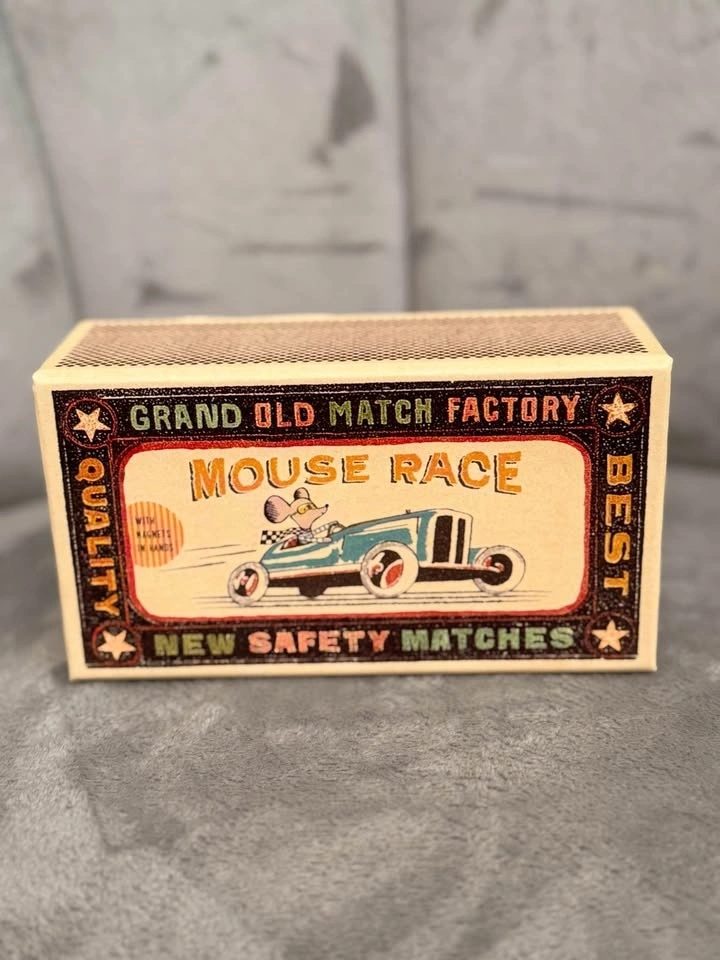 GRAND OLD MATCH FACTORY
MOUSE RACE
QUALITY
WITH
MAGNETS
IN HANDS
BEST
NEW SAFETY MATCHES